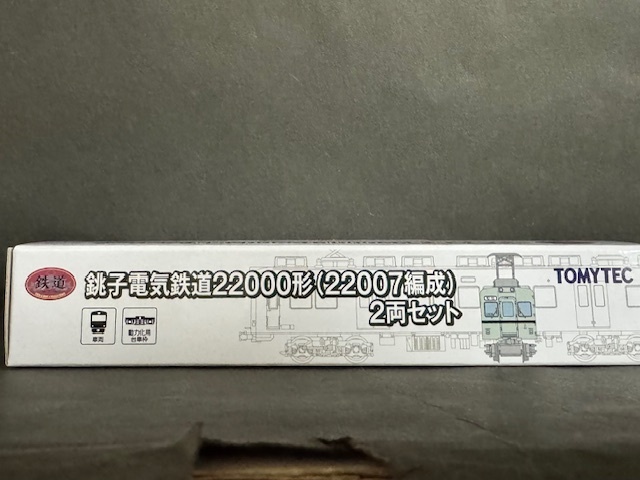 鉄道
銚子電気鉄道22000形(22007編成)
2両セット
TOMYTEC
車両
動力化用
台車枠